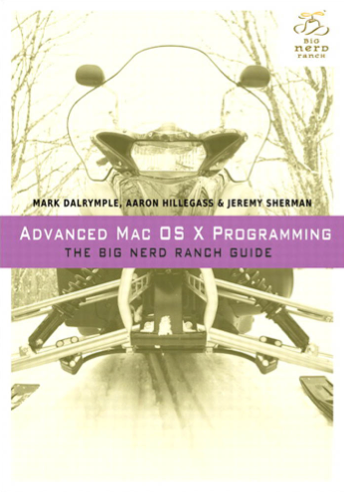 BIG
nerd
ranch
MARK DALRYMPLE, AARON HILLEGASS & JEREMY SHERMAN
ADVANCED MAC OS X PROGRAMMING
THE BIG NERD RANCH GUIDE